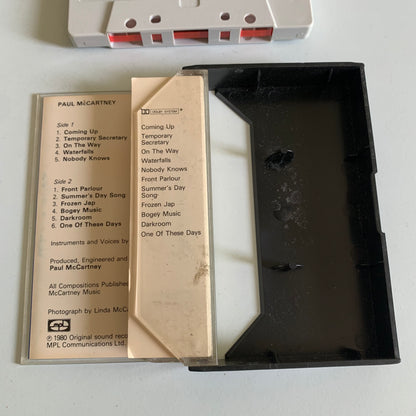 PAUL McCARTNEY
Side 1
1. Coming Up
2. Temporary Secretary
3. On The Way
4. Waterfalls
5. Nobody Knows
Side 2
1. Front Parlour
2. Summer's Day Song
3. Frozen Jap
4. Bogey Music
5. Darkroom
6. One Of These Days
Instruments and Voices by
Produced, Engineered and
Paul McCartney
All Compositions Published
McCartney Music
Photograph by Linda McCa
℗ 1980 Original sound reco
MPL Communications Ltd.
DOLBY SYSTEM
Coming Up
Temporary
Secretary
On The Way
Waterfalls
Nobody Knows
Front Parlour
Summer's Day
Song
Frozen Jap
Bogey Music
Darkroom
One Of These Days